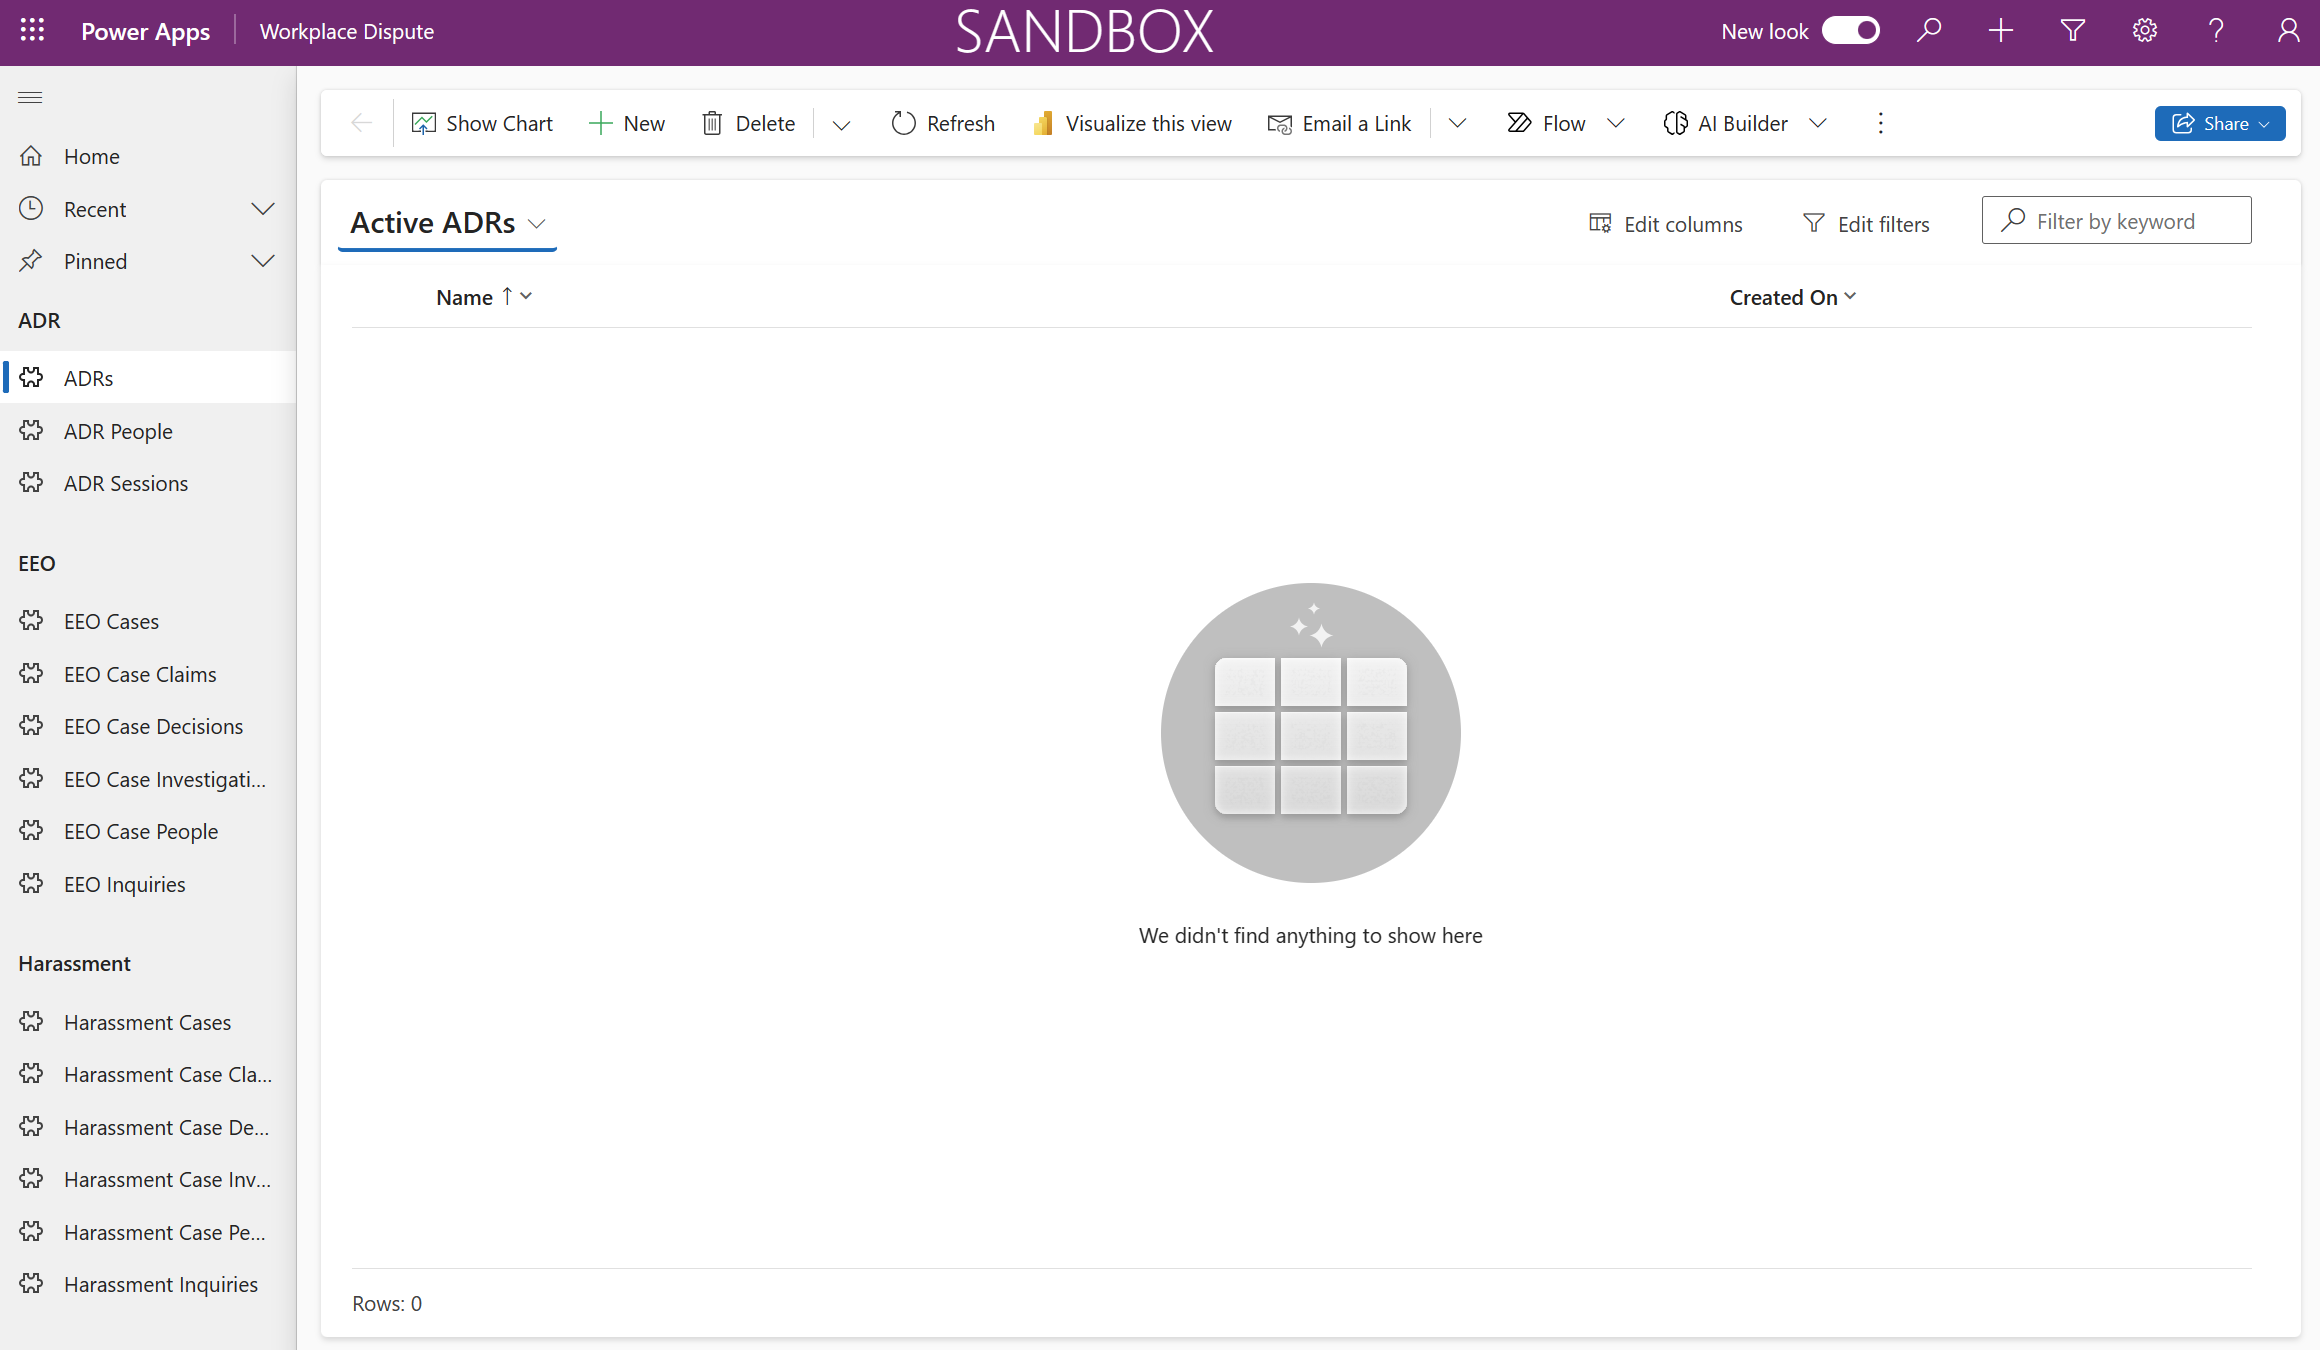 Power Apps
Workplace Dispute
SANDBOX
New look
Show Chart
New
Delete
Refresh
Visualize this view
Email a Link
Flow
AI Builder
Share
Home
Recent
Pinned
ADR
ADRs
ADR People
ADR Sessions
EEO
EEO Cases
EEO Case Claims
EEO Case Decisions
EEO Case Investigati...
EEO Case People
EEO Inquiries
Harassment
Harassment Cases
Harassment Case Cla...
Harassment Case De...
Harassment Case Inv...
Harassment Case Pe...
Harassment Inquiries
Active ADRs
Edit columns
Edit filters
Filter by keyword
Name
Created On
We didn't find anything to show here
Rows: 0